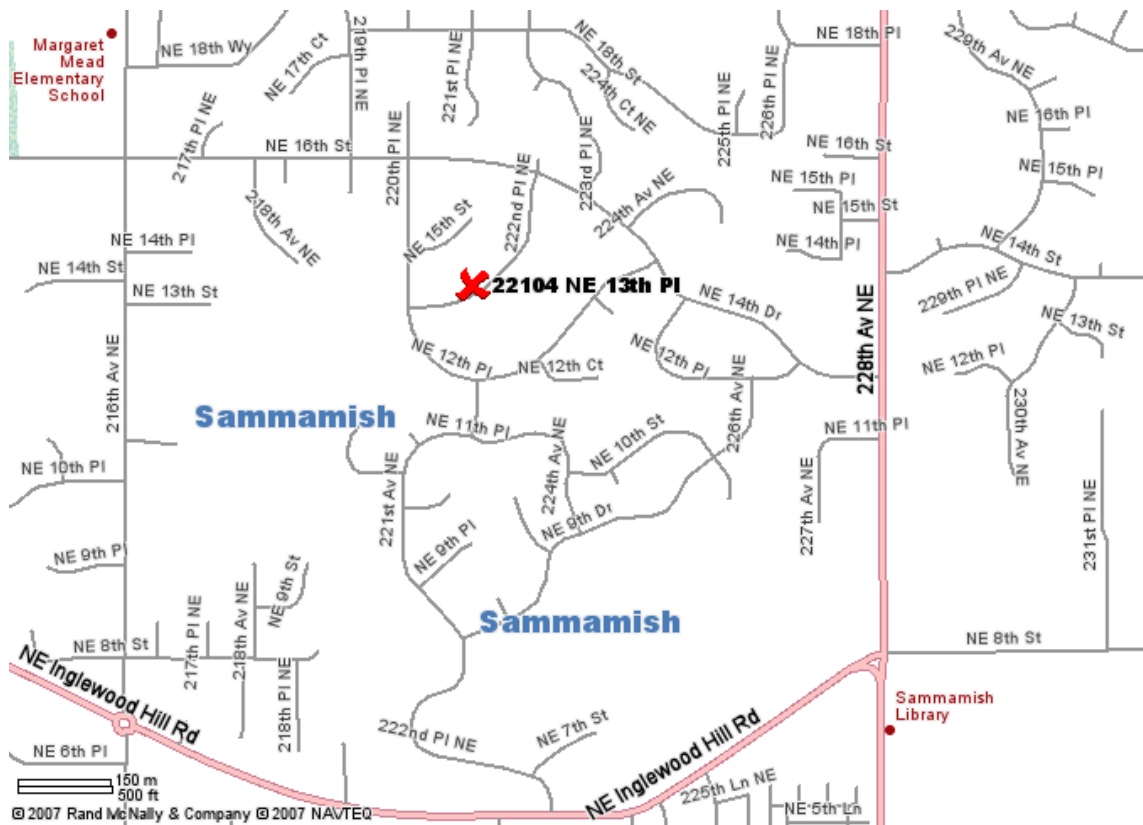 Margaret
Mead
Elementary
School
NE 18th Wy
NE 17th Ct
219th Pl NE
221st Pl NE
NE 18th St
224th Ct NE
225th Pl NE
226th Pl NE
NE 18th Pl
229th Av NE
NE 16th Pl
NE 15th Pl
217th Pl NE
NE 16th St
218th Av NE
220th Pl NE
NE 15th St
222nd Pl NE
223rd Pl NE
224th Av NE
NE 16th St
NE 15th Pl
NE 15th St
NE 14th Pl
NE 14th St
229th Pl NE
NE 13th St
NE 14th Pl
NE 14th St
NE 13th St
22104 NE 13th Pl
NE 14th Dr
228th Av NE
NE 12th Pl
NE 12th Ct
NE 12th Pl
226th Av NE
NE 12th Pl
230th Av NE
216th Av NE
Sammamish
NE 11th Pl
NE 10th St
224th Av NE
NE 11th Pl
227th Av NE
NE 10th Pl
221st Av NE
NE 9th Dr
NE 9th Pl
231st Pl NE
NE 9th Pl
NE 9th St
NE 8th St
217th Pl NE
218th Av NE
218th Pl NE
Sammamish
NE 8th St
NE Inglewood Hill Rd
Sammamish
Library
NE 6th Pl
222nd Pl NE
NE 7th St
NE Inglewood Hill Rd
225th Ln NE
NE 5th Ln
150 m
500 ft
© 2007 Rand McNally & Company © 2007 NAVTEQ